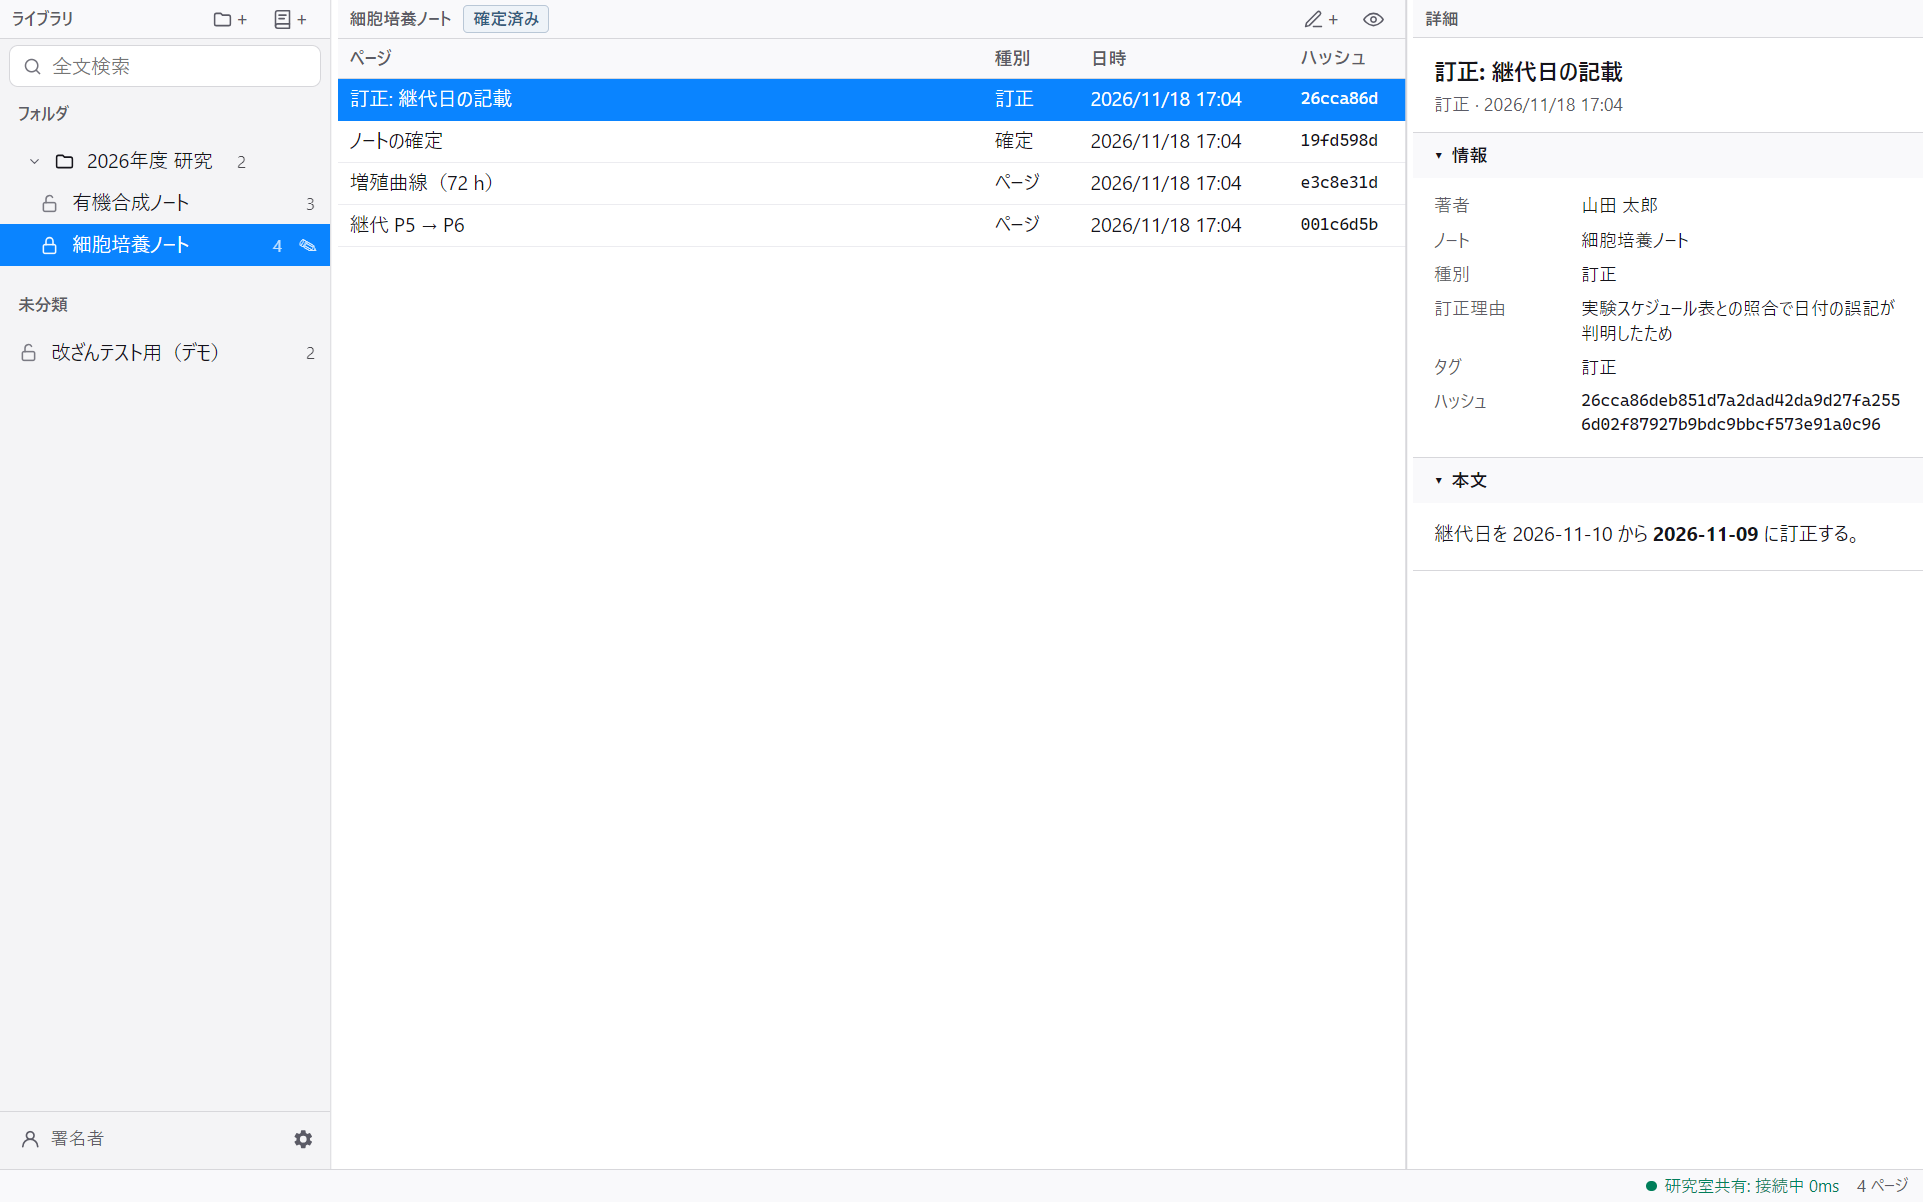 ライブラリ
全文検索
フォルダ
2026年度 研究 2
有機合成ノート 3
細胞培養ノート 4
未分類
改ざんテスト用（デモ） 2
署名者
細胞培養ノート 確定済み
ページ 種別 日時 ハッシュ
訂正: 継代日の記載 訂正 2026/11/18 17:04 26cca86d
ノートの確定 確定 2026/11/18 17:04 19fd598d
増殖曲線（72 h） ページ 2026/11/18 17:04 e3c8e31d
継代 P5 → P6 ページ 2026/11/18 17:04 001c6d5b
詳細
訂正: 継代日の記載
訂正 · 2026/11/18 17:04
情報
著者 山田 太郎
ノート 細胞培養ノート
種別 訂正
訂正理由 実験スケジュール表との照合で日付の誤記が
判明したため
タグ 訂正
ハッシュ 26cca86deb851d7a2dad42da9d27fa255
6d02f87927b9bdc9bbcf573e91a0c96
本文
継代日を 2026-11-10 から 2026-11-09 に訂正する。
研究室共有: 接続中 0ms 4 ページ